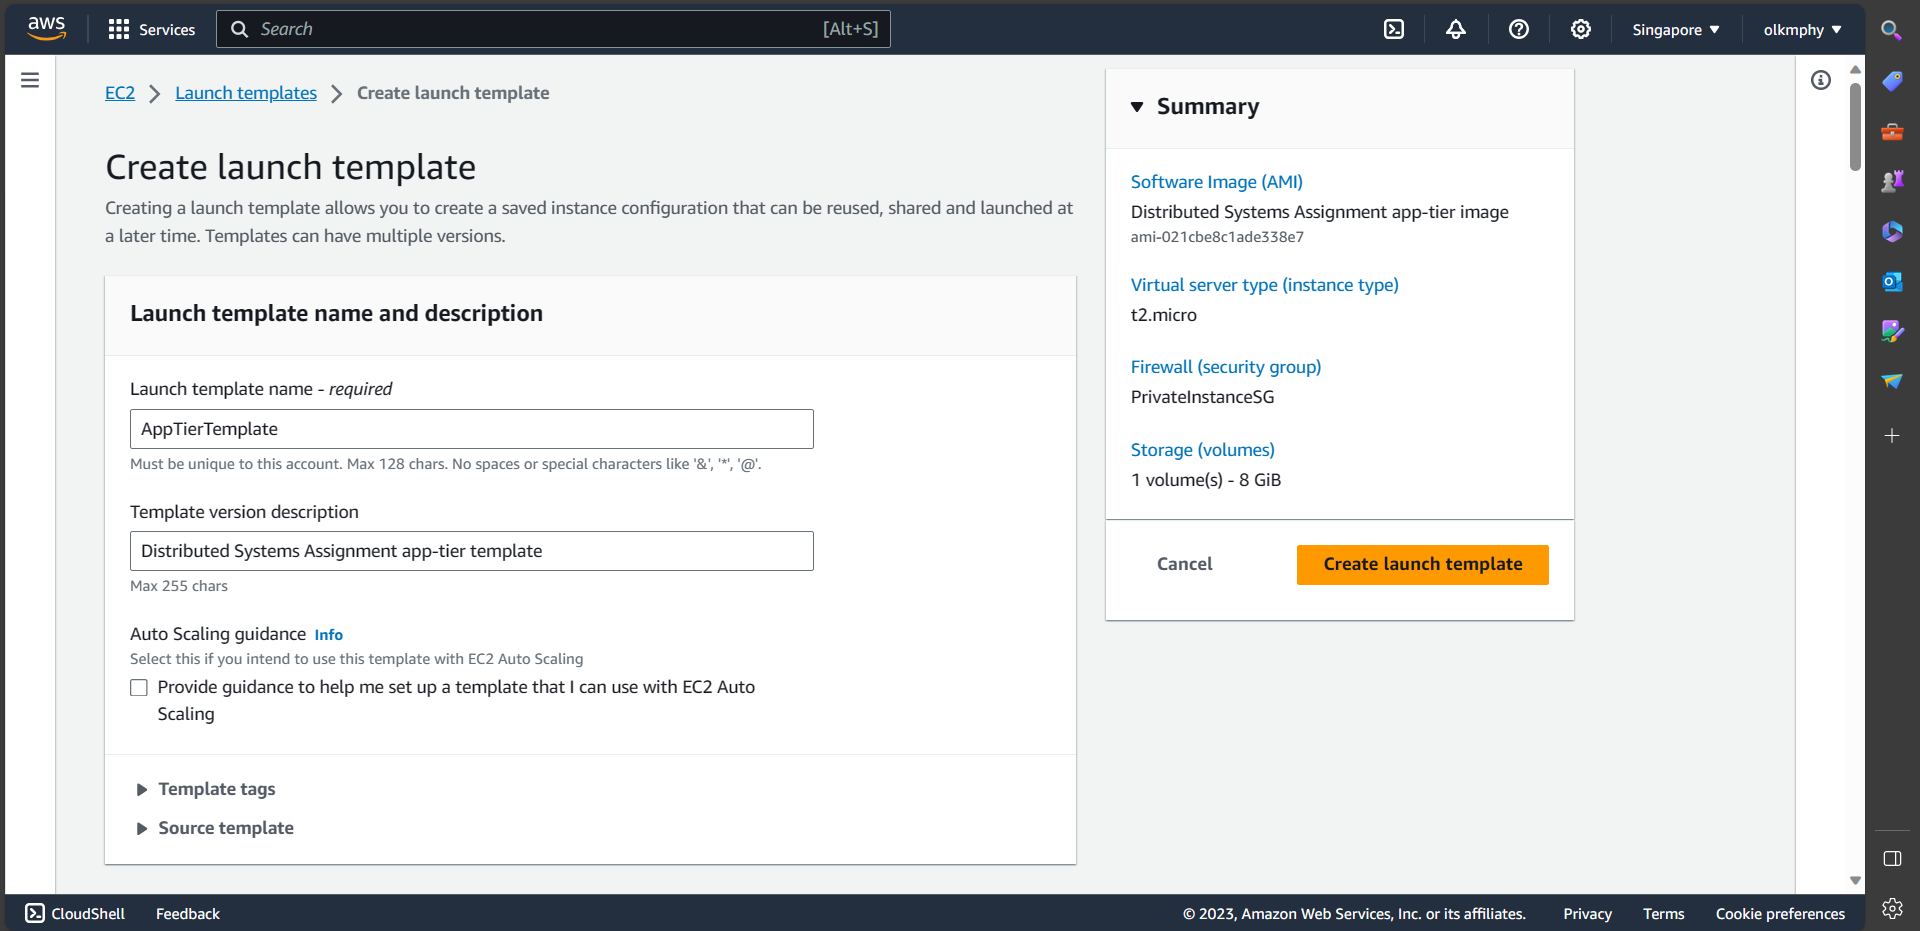 aws
Services
Search
[Alt+S]
Singapore
olkmphy
EC2
Launch templates
Create launch template
Create launch template
Creating a launch template allows you to create a saved instance configuration that can be reused, shared and launched at
a later time. Templates can have multiple versions.
Launch template name and description
Launch template name - required
AppTierTemplate
Must be unique to this account. Max 128 chars. No spaces or special characters like '&', '*', '@'.
Template version description
Distributed Systems Assignment app-tier template
Max 255 chars
Auto Scaling guidance Info
Select this if you intend to use this template with EC2 Auto Scaling
Provide guidance to help me set up a template that I can use with EC2 Auto
Scaling
Template tags
Source template
Summary
Software Image (AMI)
Distributed Systems Assignment app-tier image
ami-021cbe8c1ade338e7
Virtual server type (instance type)
t2.micro
Firewall (security group)
PrivateInstanceSG
Storage (volumes)
1 volume(s) - 8 GiB
Cancel
Create launch template
CloudShell
Feedback
© 2023, Amazon Web Services, Inc. or its affiliates.
Privacy
Terms
Cookie preferences